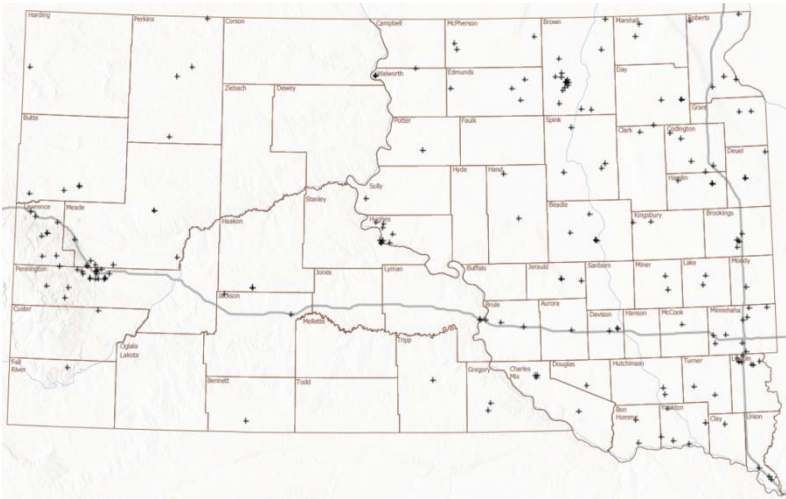 Harding
Perkins
Corson
Campbell
McPherson
Brown
Marshall
Roberts
Walworth
Edmunds
Day
Butte
Ziebach
Dewey
Grant
Potter
Faulk
Spink
Clark
Codington
Deuel
Hamlin
Lawrence
Meade
Sully
Hyde
Hand
Stanley
Haakon
Hughes
Beadle
Kingsbury
Brookings
Pennington
Jones
Lyman
Buffalo
Jerauld
Sanborn
Miner
Lake
Moody
Custer
Jackson
Mellette
Brule
Aurora
Davison
Hanson
McCook
Minnehaha
Oglala
Lakota
Tripp
Fall
River
Bennett
Todd
Gregory
Charles
Mix
Douglas
Hutchinson
Turner
Lincoln
Bon
Homme
Yankton
Clay
Union